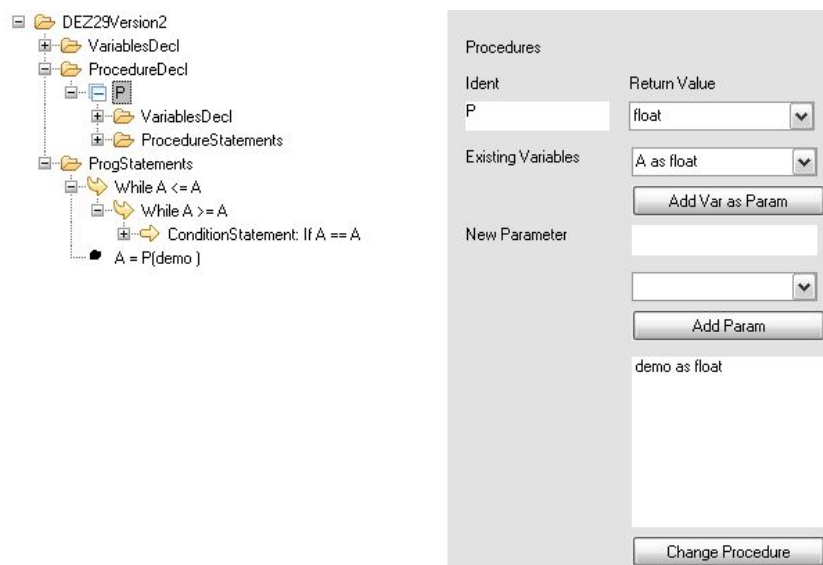 DEZ29Version2
VariablesDecl
ProcedureDecl
P
VariablesDecl
ProcedureStatements
ProgStatements
While A <= A
While A >= A
ConditionStatement: If A == A
A = P(demo )
Procedures
Ident Return Value
P float
Existing Variables A as float
Add Var as Param
New Parameter
Add Param
demo as float
Change Procedure